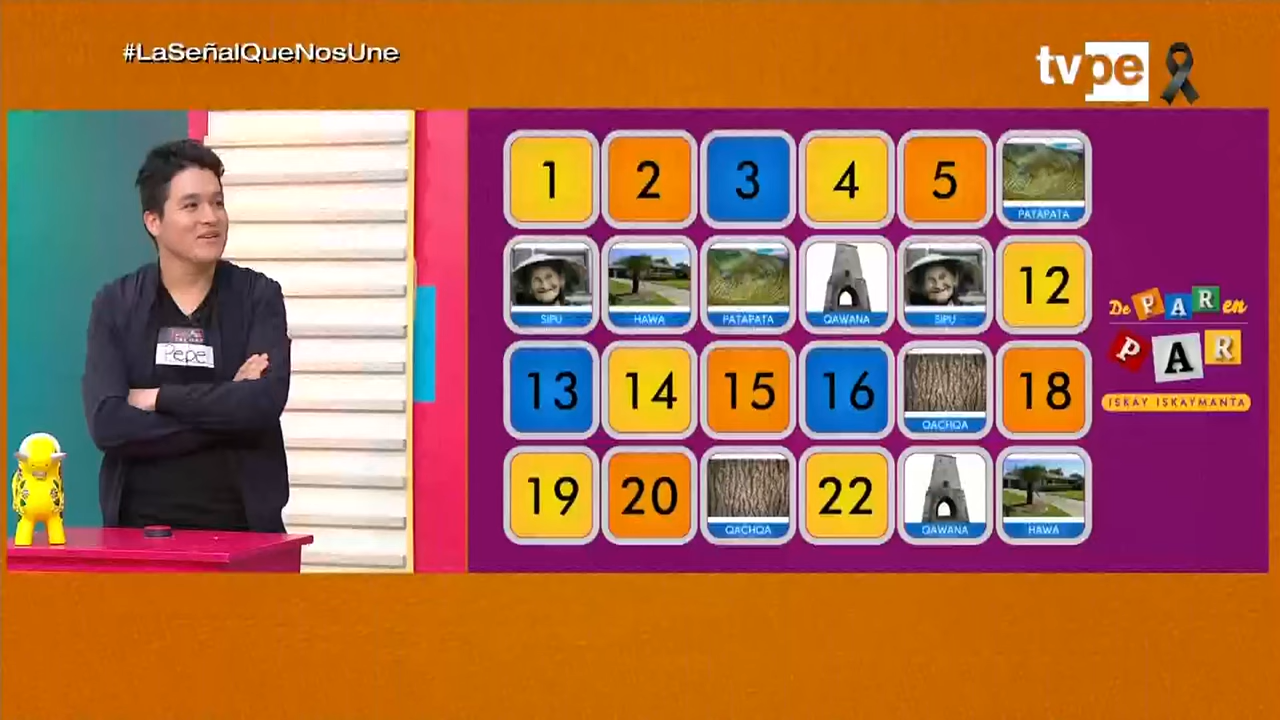 #LaSeñalQueNosUne
tvpe
Pepe
1 2 3 4 5 PATAPATA
SIPU HAWA PATAPATA QAWANA SIPU 12
13 14 15 16 QACHQA 18
19 20 QACHQA 22 QAWANA HAWA
De PAR en
PAR
ISKAY ISKAYMANTA